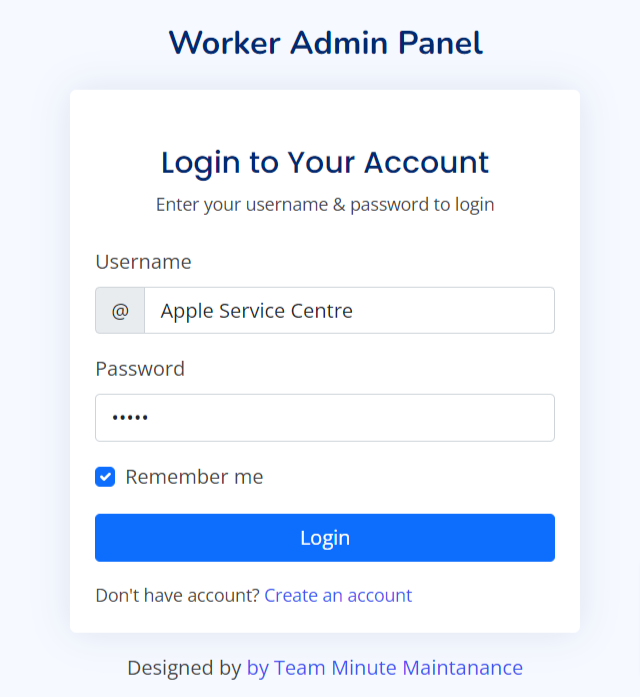 Worker Admin Panel
Login to Your Account
Enter your username & password to login
Username
@ Apple Service Centre
Password
•••••
Remember me
Login
Don't have account? Create an account
Designed by by Team Minute Maintanance